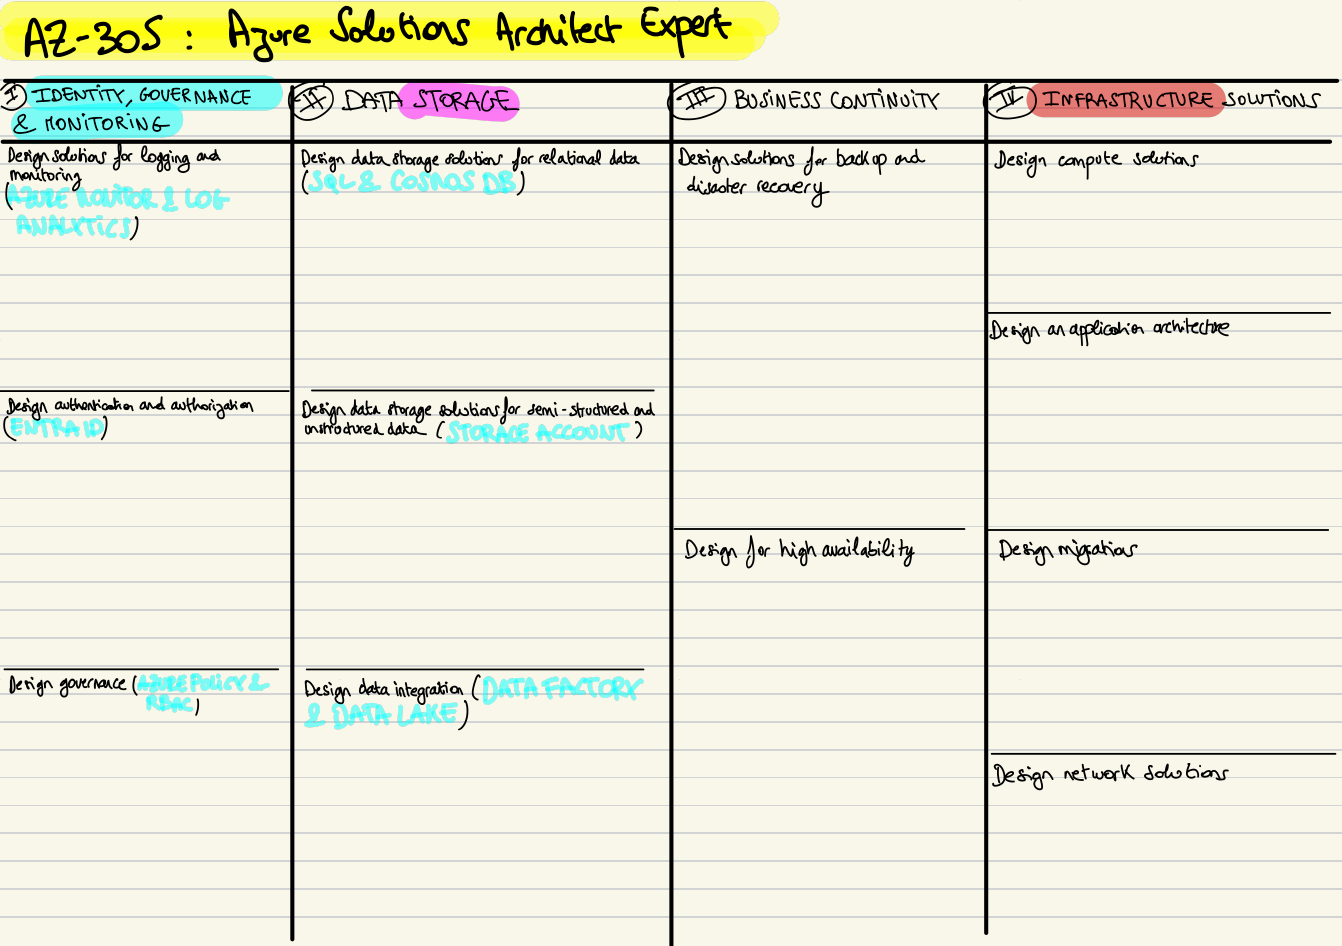 AZ-305 : Azure Solutions Architect Expert
I IDENTITY, GOVERNANCE
& MONITORING
Design solutions for logging and
monitoring
(AZURE MONITOR & LOG
ANALYTICS)
Design authentication and authorization
(ENTRA ID)
Design governance (AZURE POLICY &
RBAC)
II DATA STORAGE
Design data storage solutions for relational data
(SQL & COSMOS DB)
Design data storage solutions for semi-structured and
unstructured data (STORAGE ACCOUNT)
Design data integration (DATA FACTORY
& DATA LAKE)
III BUSINESS CONTINUITY
Design solutions for backup and
disaster recovery
Design for high availability
IV INFRASTRUCTURE SOLUTIONS
Design compute solutions
Design an application architecture
Design migrations
Design network solutions